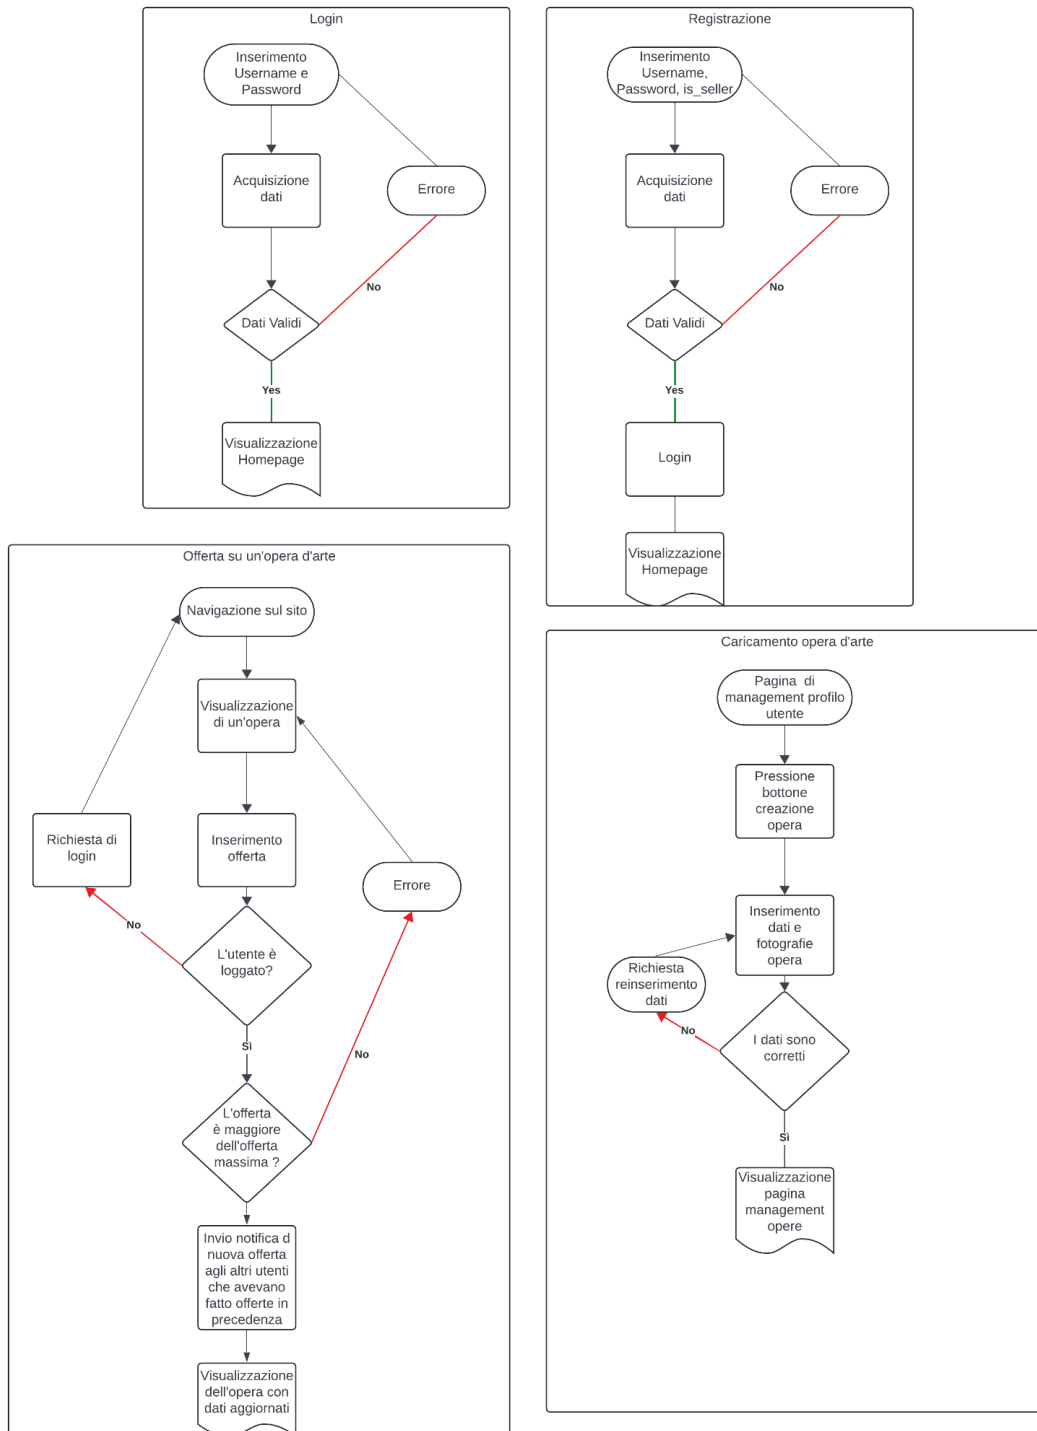 Login
Inserimento
Username e
Password
Acquisizione
dati
Errore
No
Dati Validi
Yes
Visualizzazione
Homepage
Registrazione
Inserimento
Username,
Password, is_seller
Acquisizione
dati
Errore
No
Dati Validi
Yes
Login
Visualizzazione
Homepage
Offerta su un'opera d'arte
Navigazione sul sito
Visualizzazione
di un'opera
Richiesta di
login
Inserimento
offerta
Errore
No
L'utente è
loggato?
Sì
No
L'offerta
è maggiore
dell'offerta
massima ?
Invio notifica d
nuova offerta
agli altri utenti
che avevano
fatto offerte in
precedenza
Visualizzazione
dell'opera con
dati aggiornati
Caricamento opera d'arte
Pagina di
management profilo
utente
Pressione
bottone
creazione
opera
Inserimento
dati e
fotografie
opera
Richiesta
reinserimento
dati
No
I dati sono
corretti
Sì
Visualizzazione
pagina
management
opere